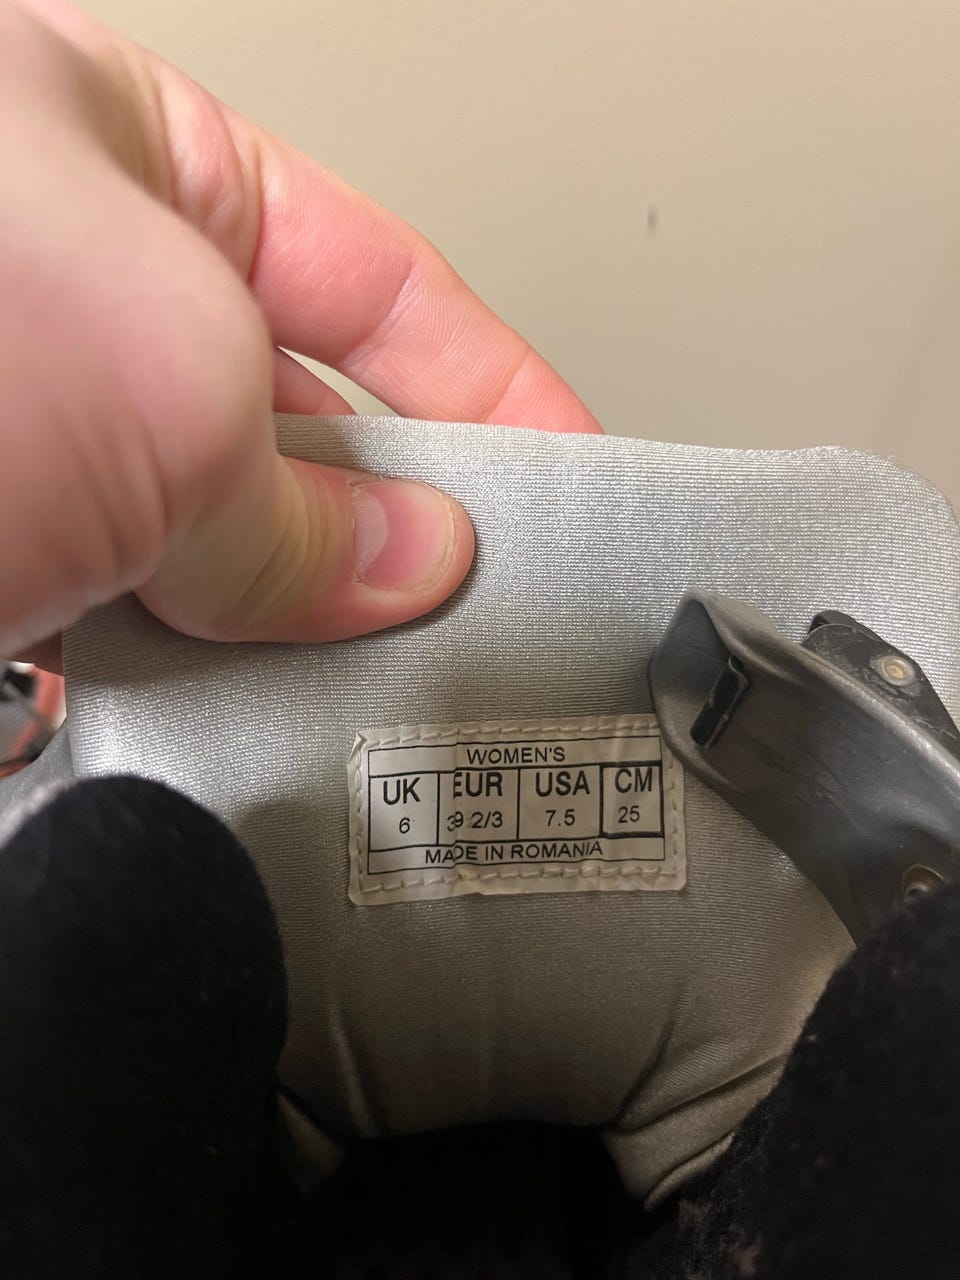 WOMEN'S
UK EUR USA CM
6 39 2/3 7.5 25
MADE IN ROMANIA